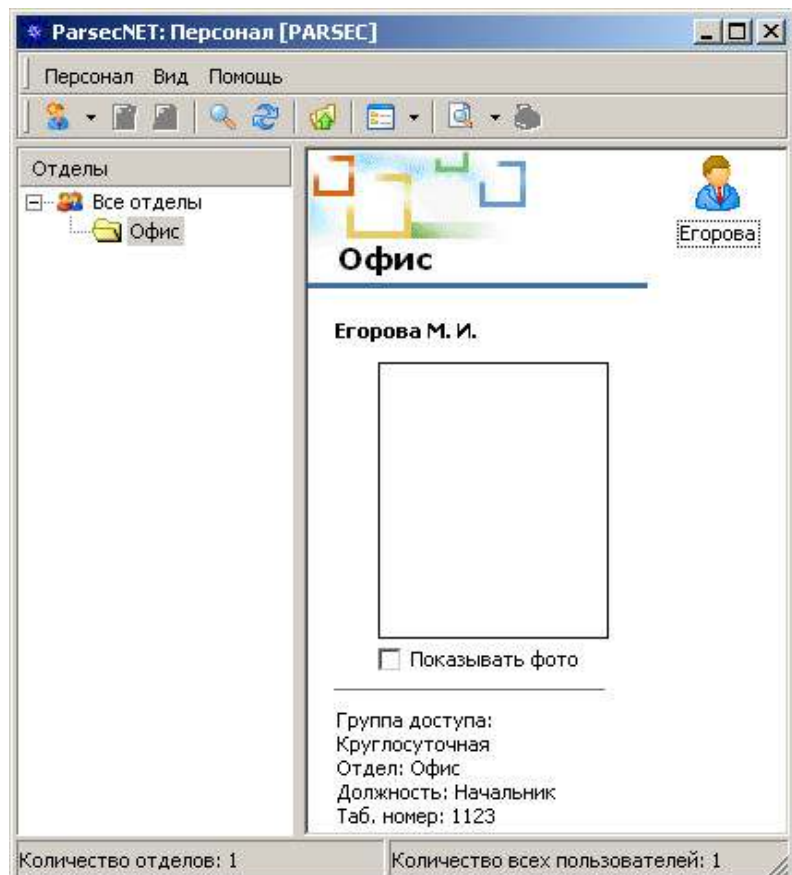 ParsecNET: Персонал [PARSEC]
Персонал Вид Помощь
Отделы
Все отделы
Офис
Офис
Егорова
Егорова М. И.
Показывать фото
Группа доступа:
Круглосуточная
Отдел: Офис
Должность: Начальник
Таб. номер: 1123
Количество отделов: 1
Количество всех пользователей: 1